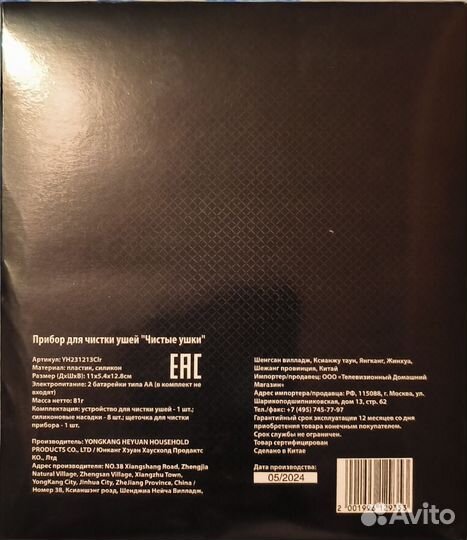 Прибор для чистки ушей "Чистые ушки"
Артикул: YH231213Clr
Материал: пластик, силикон
Размер (ДхШхВ): 11x5.4x12.8см
Электропитание: 2 батарейки типа АА (в комплект не
входят)
Масса нетто: 81г
Комплектация: устройство для чистки ушей - 1 шт.;
силиконовые насадки - 8 шт.; щеточка для чистки
прибора - 1 шт.
Производитель: YONGKANG HEYUAN HOUSEHOLD
PRODUCTS CO., LTD / Юнканг Хэуан Хаусхолд Продактс
КО., Лтд
Адрес производителя: NO.38 Xiangshang Road, Zhengjia
Natural Village, Zhengsan Village, Xiangzhu Town,
YongKang City, Jinhua City, ZheJiang Province, China /
Номер 38, Ксианшэнг роад, Шенджиа Нейча Вилладж,
EAC
Шенгсан вилладж, Ксианжу таун, Янгканг, Жинхуа,
Шежанг провинция, Китай
Импортер/продавец: ООО «Телевизионный Домашний
Магазин»
Адрес импортера/продавца: РФ, 115088, г. Москва, ул.
Шарикоподшипниковская, дом 13, стр. 62
Тел./факс: +7 (495) 745-77-97
Гарантийный срок эксплуатации 12 месяцев со дня
приобретения товара конечным покупателем.
Срок службы не ограничен.
Товар сертифицирован
Сделано в Китае
Дата производства:
05/2024
Avito